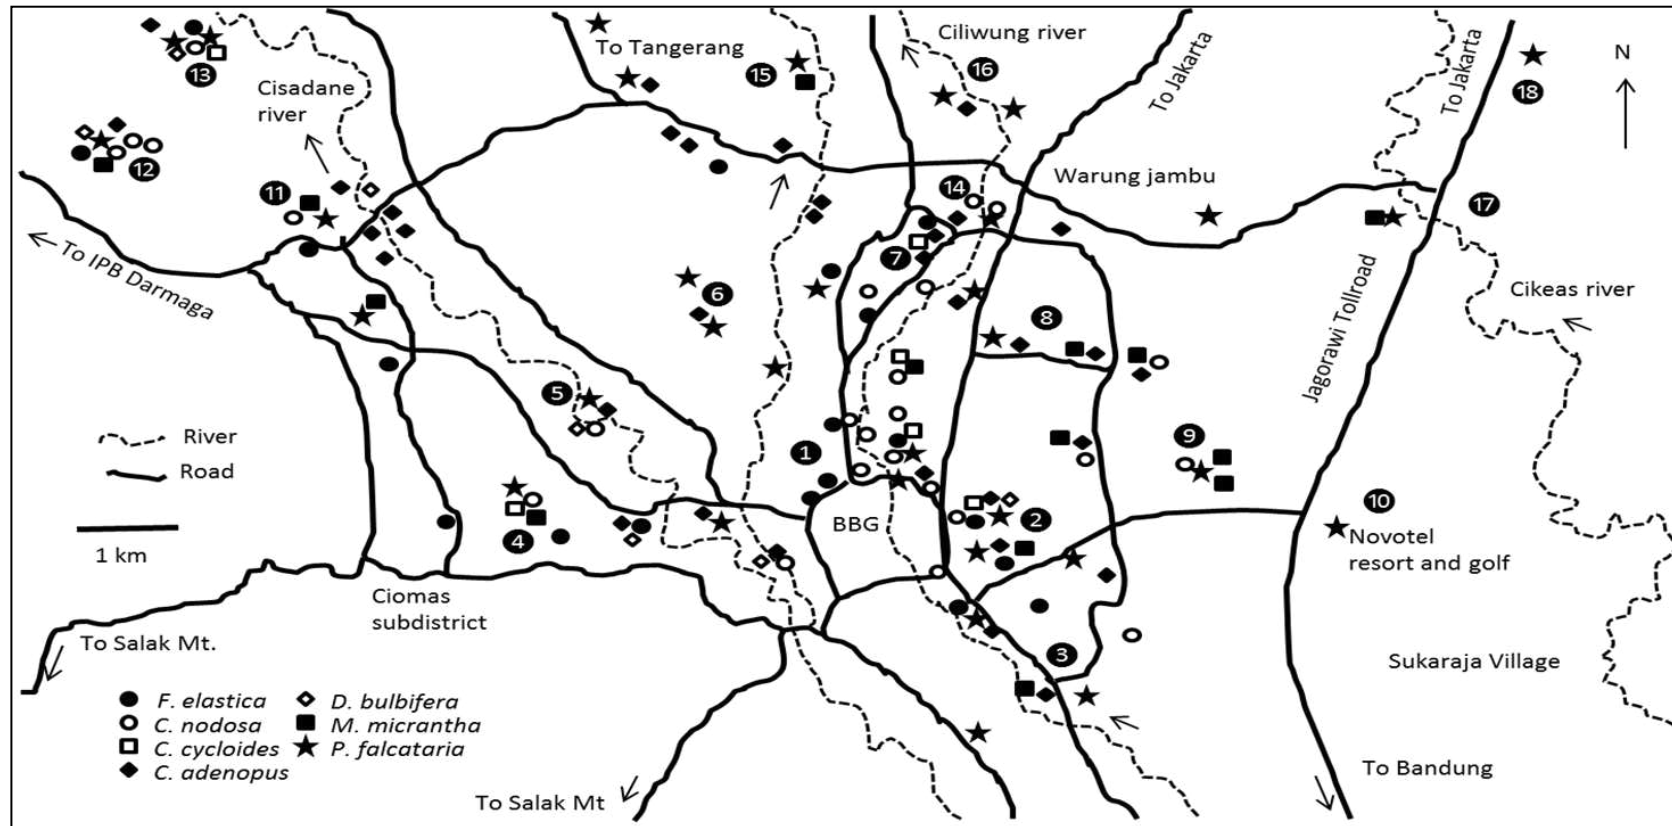 Ciliwung river
To Tangerang
To Jakarta
To Jakarta
N
13
15
16
18
Cisadane
river
12
11
14
Warung jambu
17
To IPB Darmaga
7
6
8
Jagorawi Tollroad
Cikeas river
5
River
Road
1
9
10
1 km
4
BBG
2
Novotel
resort and golf
Ciomas
subdistrict
To Salak Mt.
3
Sukaraja Village
F. elastica
D. bulbifera
C. nodosa
M. micrantha
C. cycloides
P. falcataria
C. adenopus
To Bandung
To Salak Mt